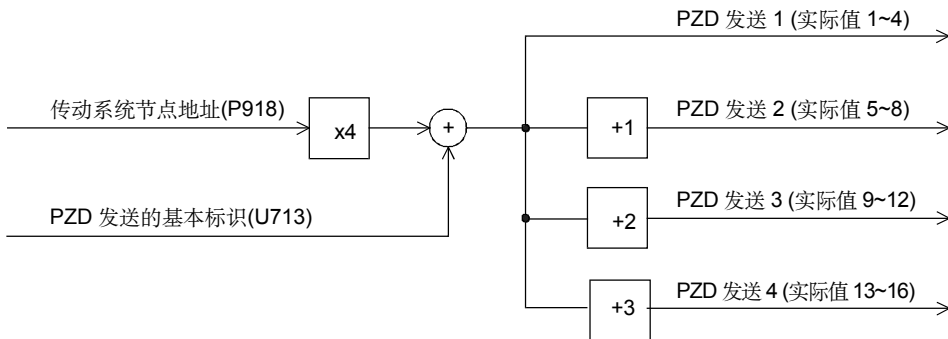 PZD 发送 1 (实际值 1~4)
传动系统节点地址(P918)
x4
+
PZD 发送 2 (实际值 5~8)
+1
PZD 发送的基本标识(U713)
PZD 发送 3 (实际值 9~12)
+2
PZD 发送 4 (实际值 13~16)
+3